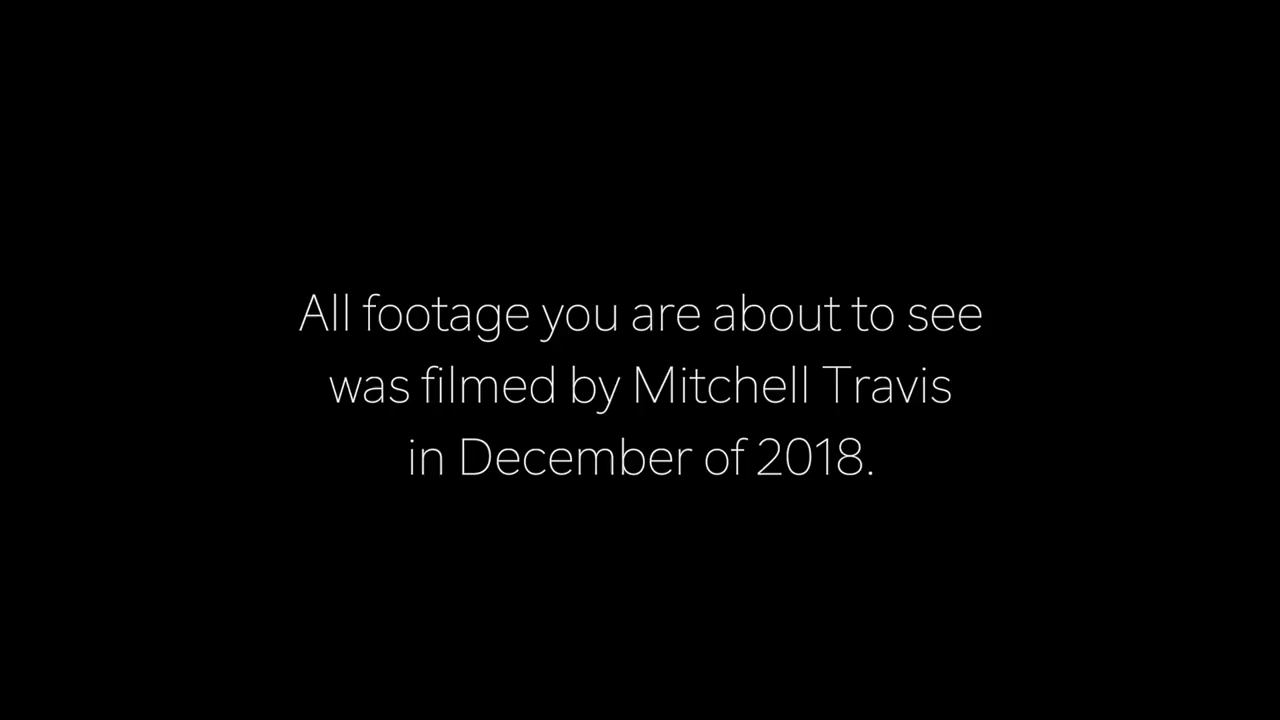 All footage you are about to see
was filmed by Mitchell Travis
in December of 2018.